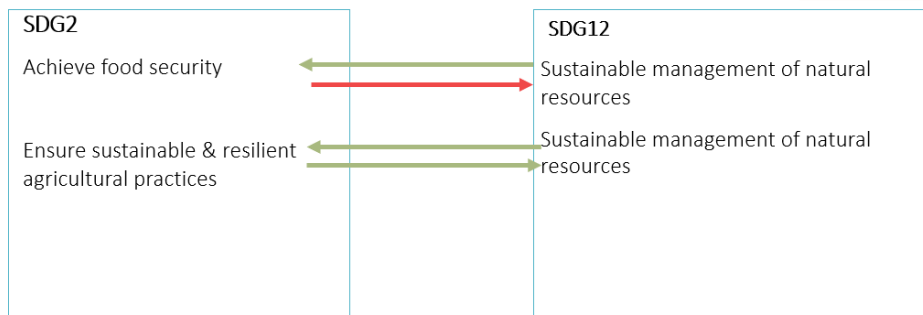 SDG2
Achieve food security
Ensure sustainable & resilient
agricultural practices
SDG12
Sustainable management of natural
resources
Sustainable management of natural
resources